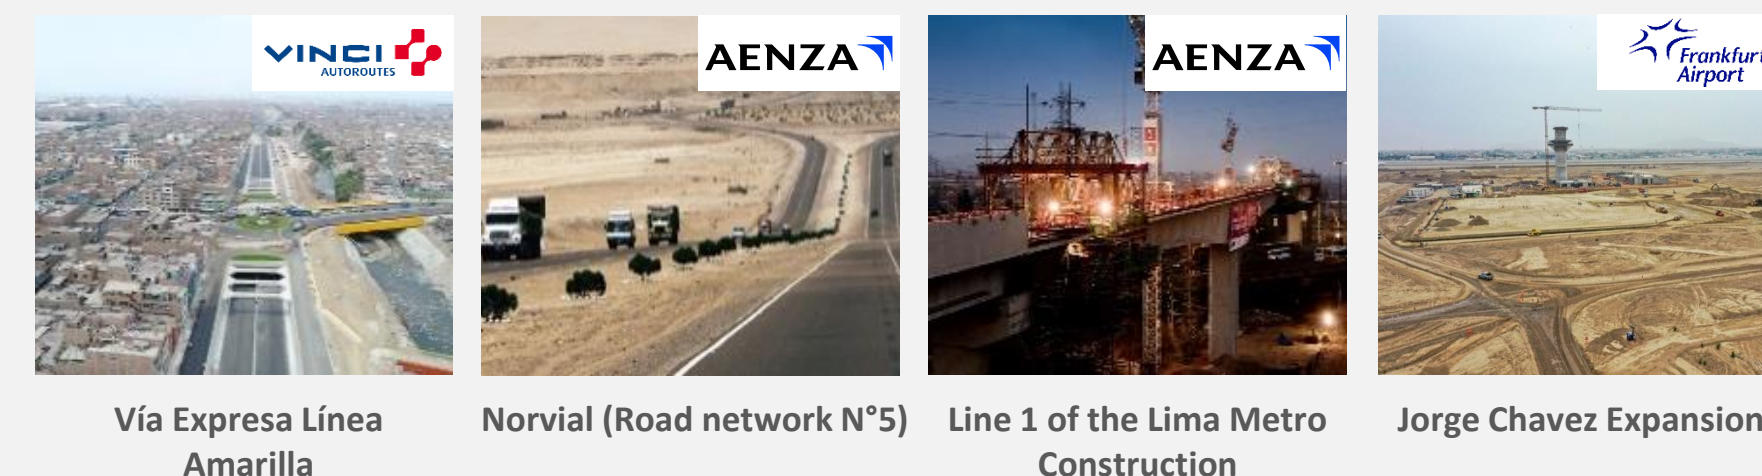 VINCI
AUTOROUTES
AENZA
AENZA
Frankfurt
Airport
Vía Expresa Línea
Amarilla
Norvial (Road network N°5)
Line 1 of the Lima Metro
Construction
Jorge Chavez Expansion